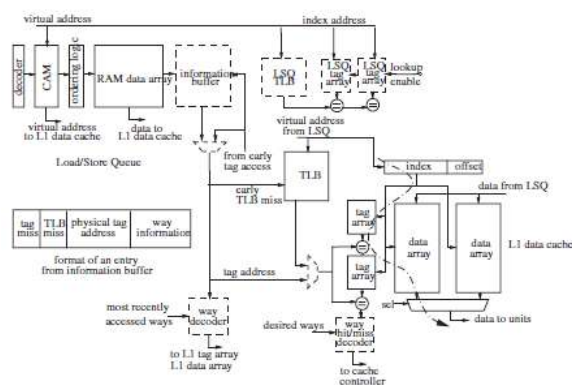 virtual address
index address
decoder
CAM
ordering logic
RAM data array
information
buffer
LSQ
TLB
LSQ
tag
array
LSQ
tag
array
lookup
enable
virtual address
to L1 data cache
data to
L1 data cache
Load/Store Queue
from early
tag access
virtual address
from LSQ
early
TLB miss
TLB
index
offset
data from LSQ
tag
array
tag
array
data
array
data
array
L1 data cache
tag
miss
TLB
miss
physical tag
address
way
information
format of an entry
from information buffer
tag address
most recently
accessed ways
way
decoder
to L1 tag array
L1 data array
desired ways
way
hit/miss
decoder
to cache
controller
sel
data to units